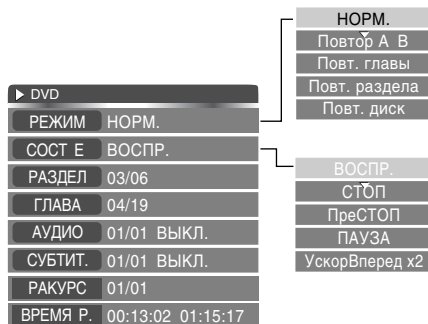 НОРМ.
Повтор A B
Повт. главы
Повт. раздела
Повт. диск
DVD
РЕЖИМ НОРМ.
СОСТ Е ВОСПР.
РАЗДЕЛ 03/06
ГЛАВА 04/19
АУДИО 01/01 ВЫКЛ.
СУБТИТ. 01/01 ВЫКЛ.
РАКУРС 01/01
ВРЕМЯ Р. 00:13:02 01:15:17
ВОСПР.
СТОП
ПреСТОП
ПАУЗА
УскорВперед x2